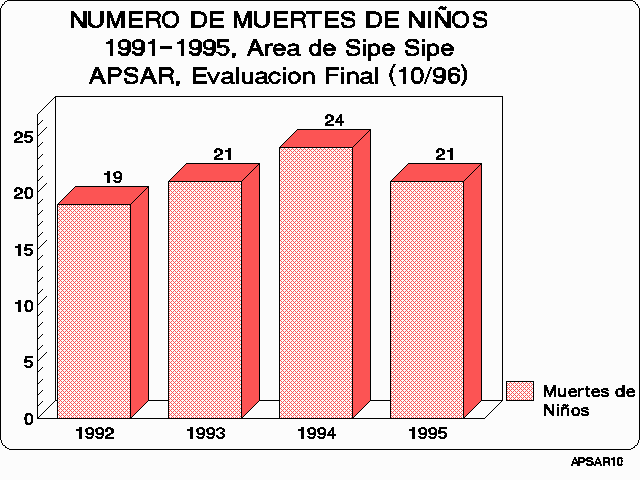 NUMERO DE MUERTES DE NIÑOS
1991-1995, Area de Sipe Sipe
APSAR, Evaluacion Final (10/96)
25
20
15
10
5
0
19
21
24
21
1992
1993
1994
1995
Muertes de
Niños
APSAR10